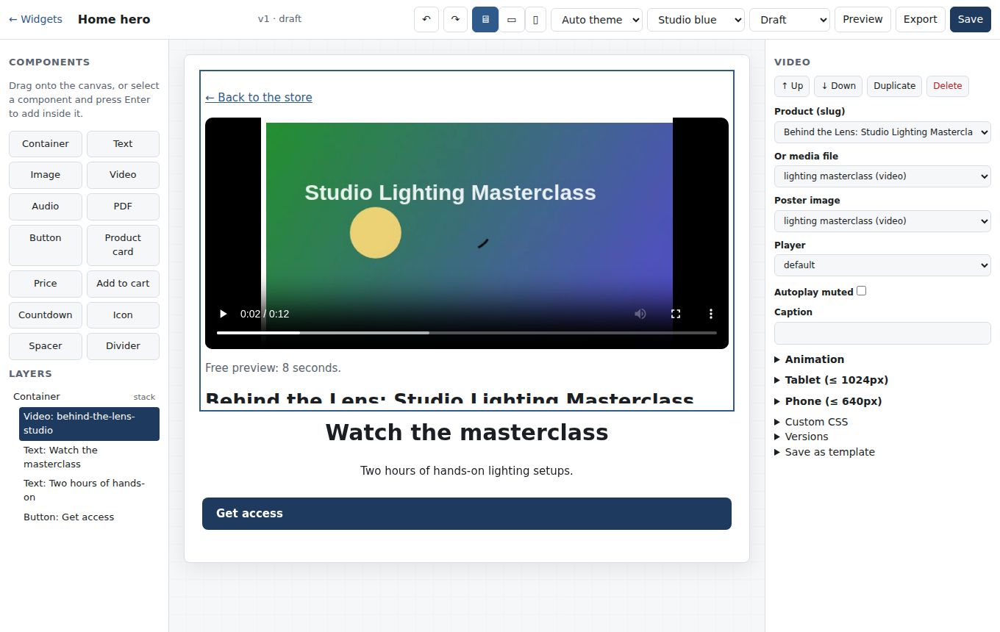 ← Widgets
Home hero
v1 · draft
Auto theme
Studio blue
Draft
Preview
Export
Save
COMPONENTS
Drag onto the canvas, or select
a component and press Enter
to add inside it.
Container
Text
Image
Video
Audio
PDF
Button
Product
card
Price
Add to cart
Countdown
Icon
Spacer
Divider
LAYERS
Container
stack
Video: behind-the-lens-
studio
Text: Watch the
masterclass
Text: Two hours of hands-
on
Button: Get access
← Back to the store
Studio Lighting Masterclass
0:02 / 0:12
Free preview: 8 seconds.
Behind the Lens: Studio Lighting Masterclass
Watch the masterclass
Two hours of hands-on lighting setups.
Get access
VIDEO
↑ Up
↓ Down
Duplicate
Delete
Product (slug)
Behind the Lens: Studio Lighting Mastercla
Or media file
lighting masterclass (video)
Poster image
lighting masterclass (video)
Player
default
Autoplay muted
Caption
Animation
Tablet (≤ 1024px)
Phone (≤ 640px)
Custom CSS
Versions
Save as template